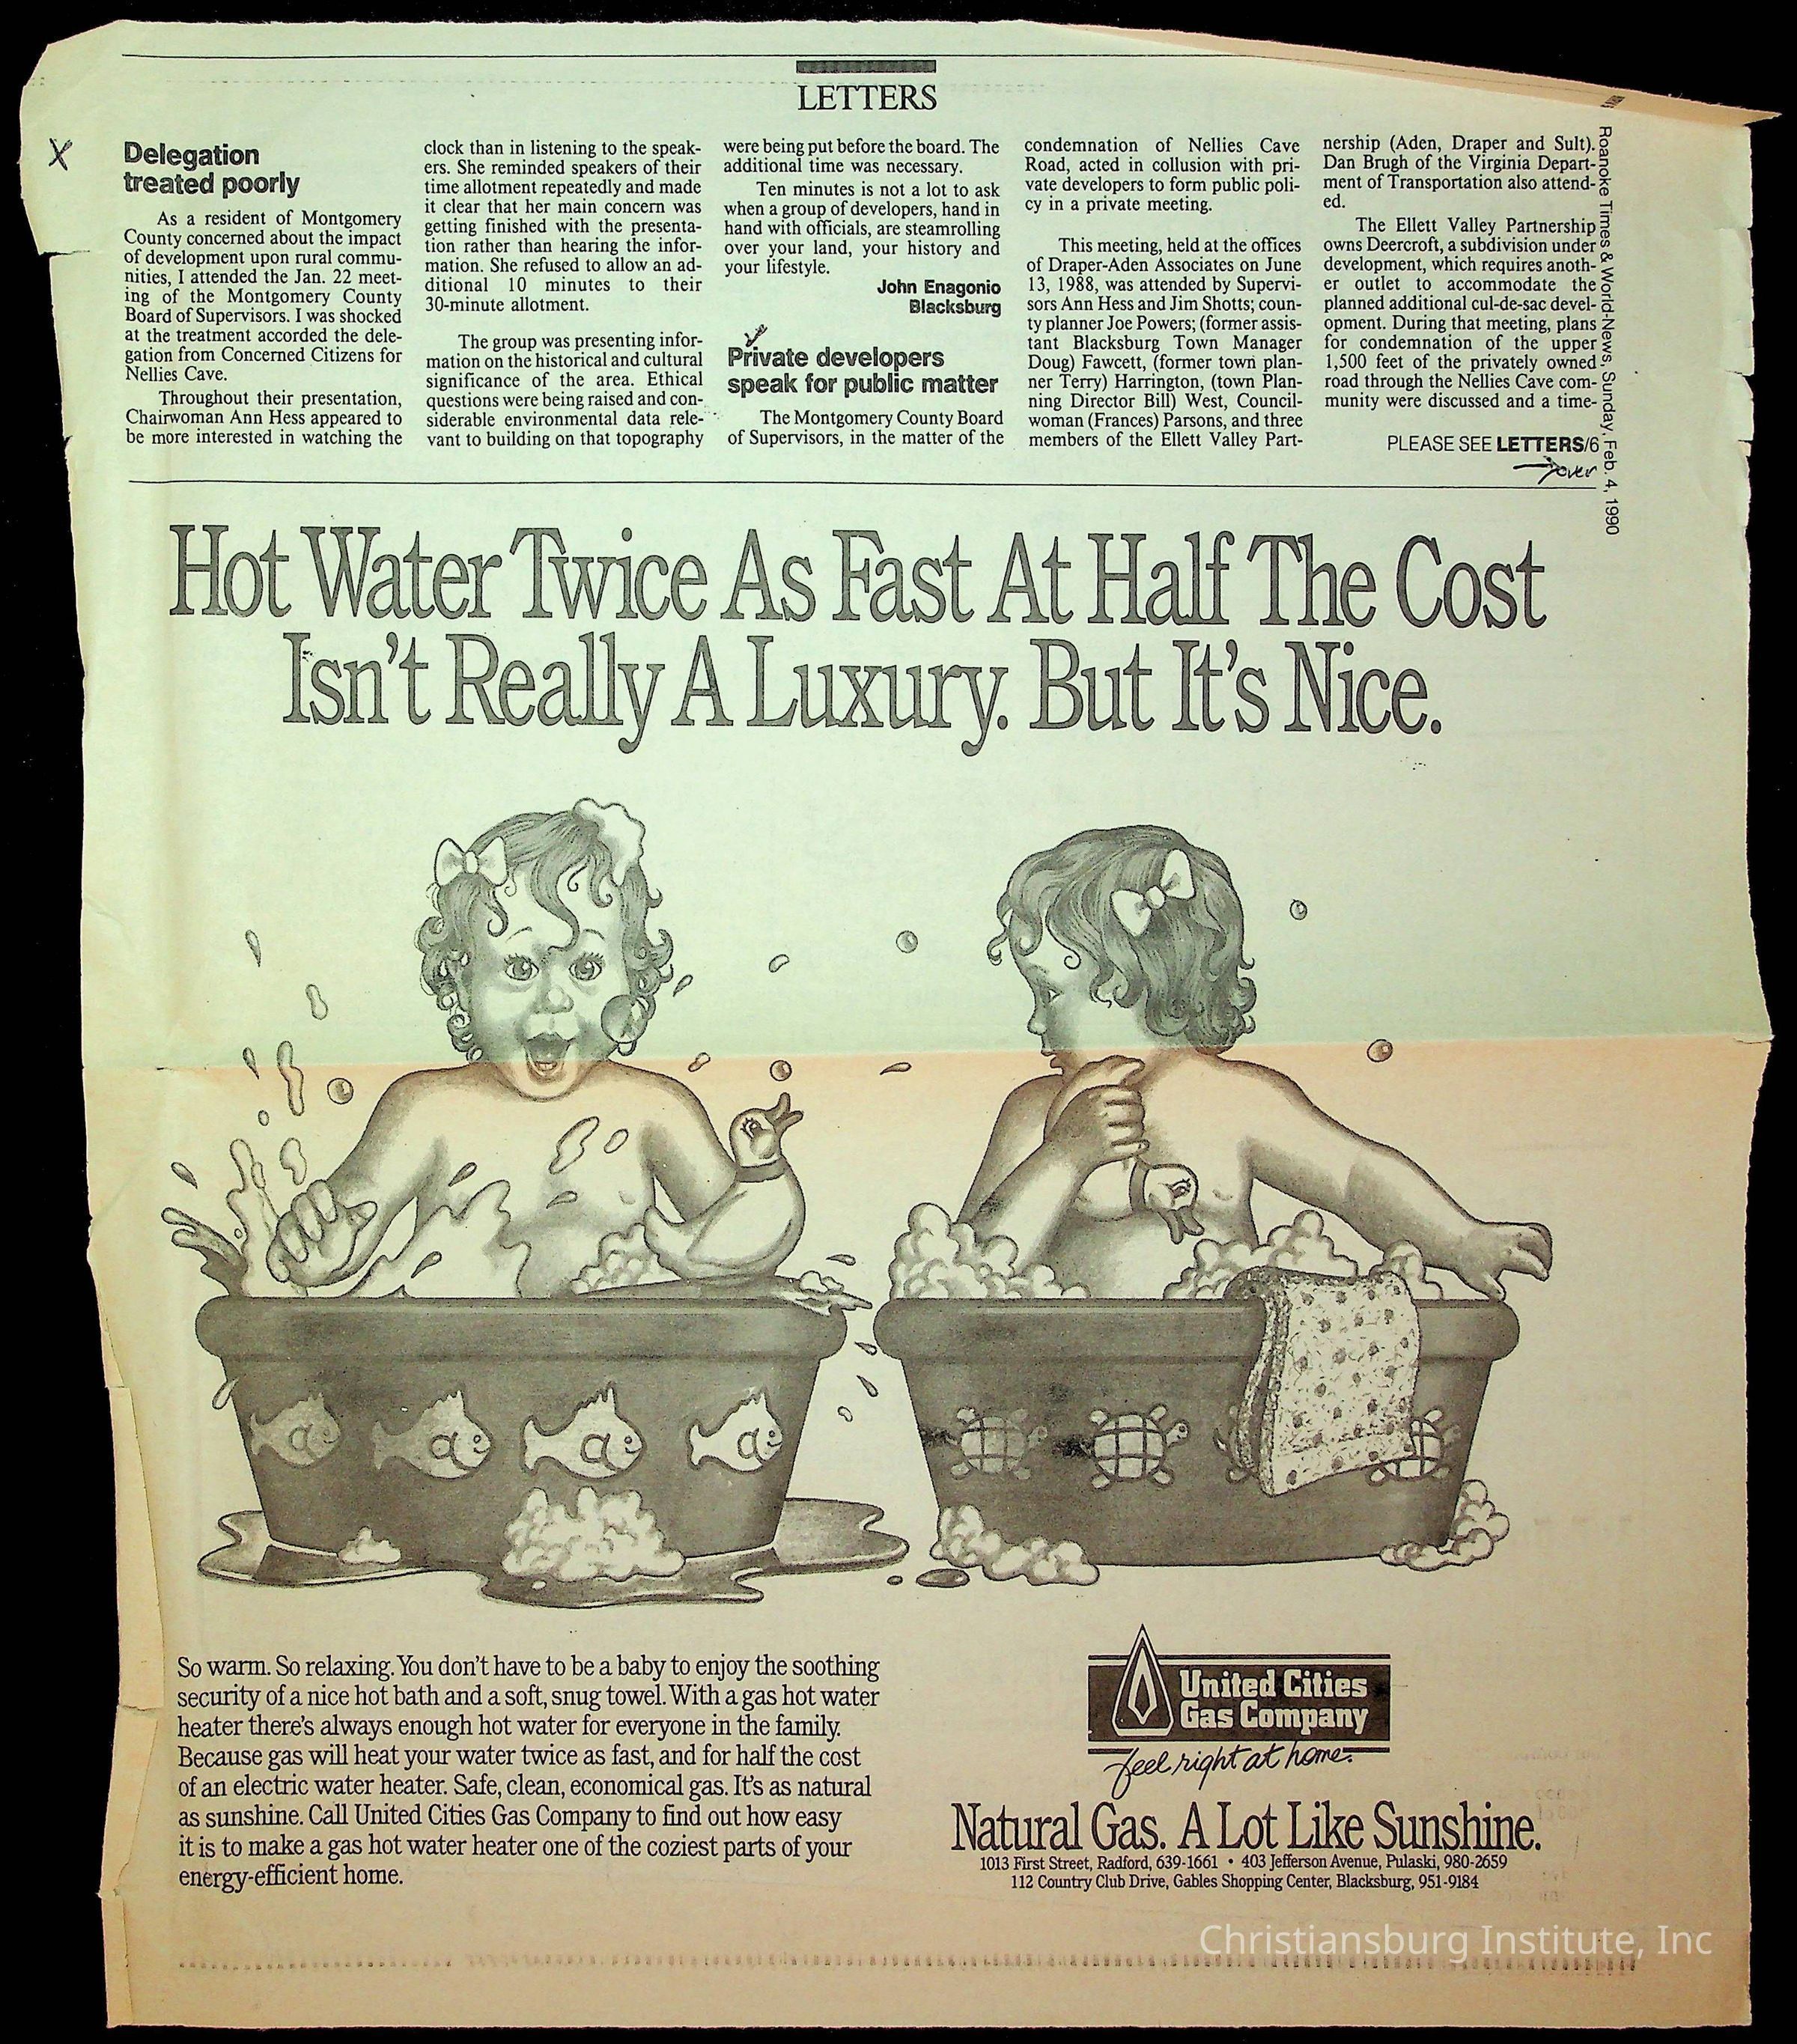 LETTERS
X
Delegation
treated poorly
As a resident of Montgomery
County concerned about the impact
of development upon rural commu-
nities, I attended the Jan. 22 meet-
ing of the Montgomery County
Board of Supervisors. I was shocked
at the treatment accorded the dele-
gation from Concerned Citizens for
Nellies Cave.
Throughout their presentation,
Chairwoman Ann Hess appeared to
be more interested in watching the
clock than in listening to the speak-
ers. She reminded speakers of their
time allotment repeatedly and made
it clear that her main concern was
getting finished with the presenta-
tion rather than hearing the infor-
mation. She refused to allow an ad-
ditional 10 minutes to their
30-minute allotment.
The group was presenting infor-
mation on the historical and cultural
significance of the area. Ethical
questions were being raised and con-
siderable environmental data rele-
vant to building on that topography
were being put before the board. The
additional time was necessary.
Ten minutes is not a lot to ask
when a group of developers, hand in
hand with officials, are steamrolling
over your land, your history and
your lifestyle.
John Enagonio
Blacksburg
Private developers
speak for public matter
The Montgomery County Board
of Supervisors, in the matter of the
condemnation of Nellies Cave
Road, acted in collusion with pri-
vate developers to form public poli-
cy in a private meeting.
This meeting, held at the offices
of Draper-Aden Associates on June
13, 1988, was attended by Supervi-
sors Ann Hess and Jim Shotts; coun-
ty planner Joe Powers; (former assis-
tant Blacksburg Town Manager
Doug) Fawcett, (former town plan-
ner Terry) Harrington, (town Plan-
ning Director Bill) West, Council-
woman (Frances) Parsons, and three
members of the Ellett Valley Part-
nership (Aden, Draper and Sult).
Dan Brugh of the Virginia Depart-
ment of Transportation also attend-
ed.
The Ellett Valley Partnership
owns Deercroft, a subdivision under
development, which requires anoth-
er outlet to accommodate the
planned additional cul-de-sac devel-
opment. During that meeting, plans
for condemnation of the upper
1,500 feet of the privately owned
road through the Nellies Cave com-
munity were discussed and a time-
PLEASE SEE LETTERS/6
over
Roanoke Times & World-News, Sunday, Feb. 4, 1990
Hot Water Twice As Fast At Half The Cost
Isn't Really A Luxury. But It's Nice.
So warm. So relaxing. You don't have to be a baby to enjoy the soothing
security of a nice hot bath and a soft, snug towel. With a gas hot water
heater there's always enough hot water for everyone in the family.
Because gas will heat your water twice as fast, and for half the cost
of an electric water heater. Safe, clean, economical gas. It's as natural
as sunshine. Call United Cities Gas Company to find out how easy
it is to make a gas hot water heater one of the coziest parts of your
energy-efficient home.
United Cities
Gas Company
feel right at home.
Natural Gas. A Lot Like Sunshine.
1013 First Street, Radford, 639-1661 • 403 Jefferson Avenue, Pulaski, 980-2659
112 Country Club Drive, Gables Shopping Center, Blacksburg, 951-9184
Christiansburg Institute, Inc